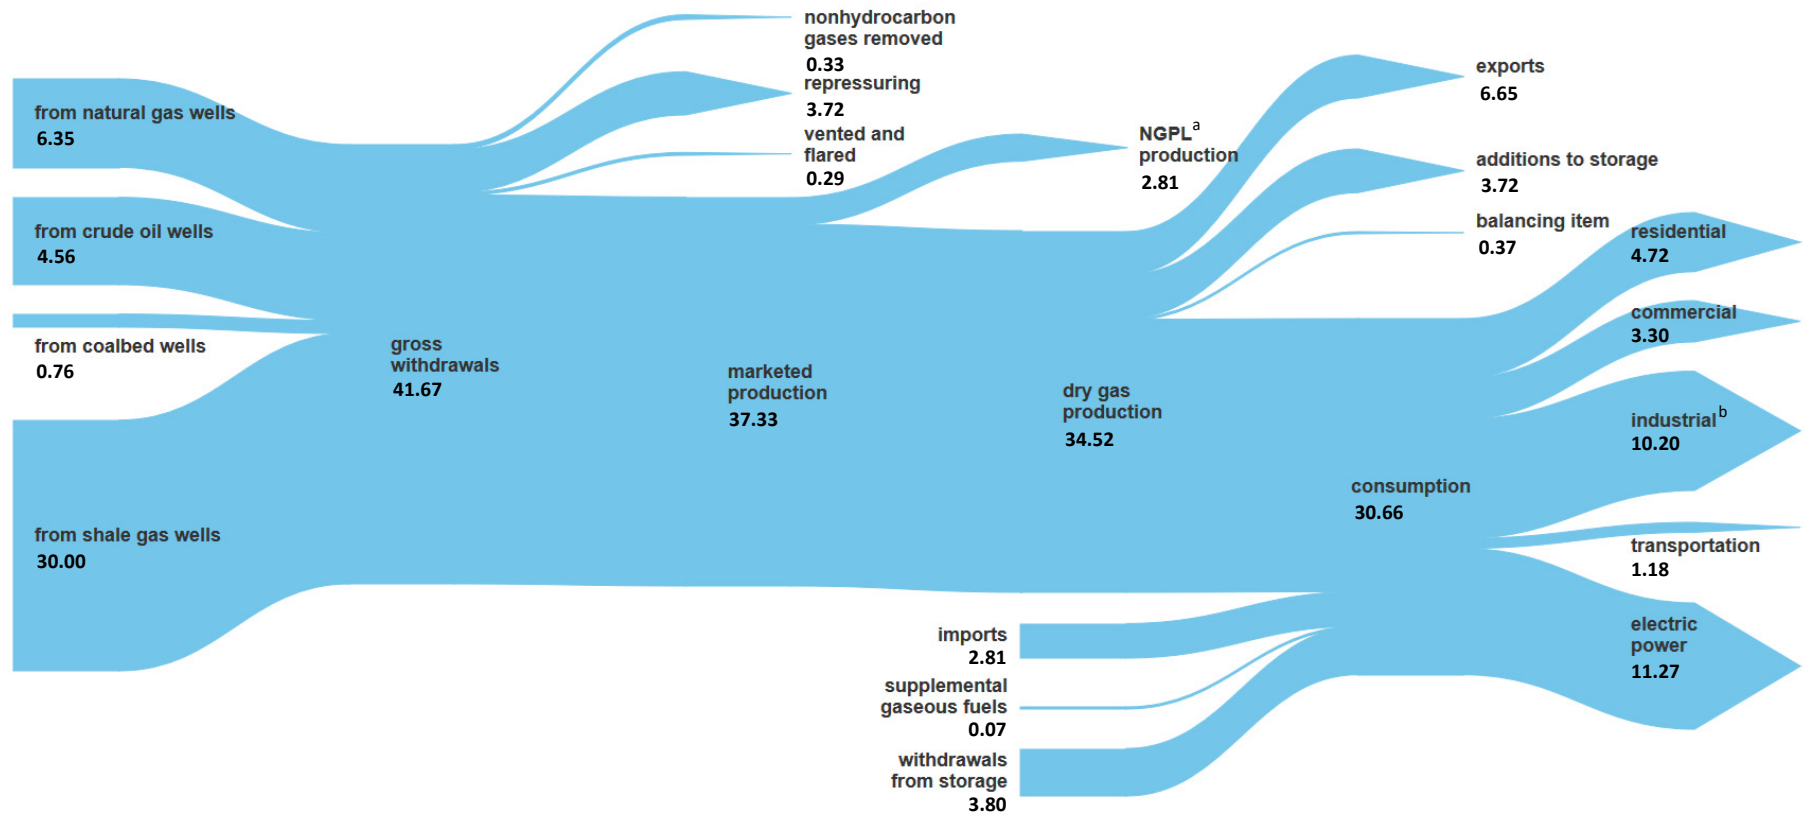 from natural gas wells
6.35
from crude oil wells
4.56
from coalbed wells
0.76
from shale gas wells
30.00
gross
withdrawals
41.67
nonhydrocarbon
gases removed
0.33
repressuring
3.72
vented and
flared
0.29
marketed
production
37.33
NGPLa
production
2.81
dry gas
production
34.52
imports
2.81
supplemental
gaseous fuels
0.07
withdrawals
from storage
3.80
exports
6.65
additions to storage
3.72
balancing item
0.37
consumption
30.66
residential
4.72
commercial
3.30
industrialb
10.20
transportation
1.18
electric
power
11.27